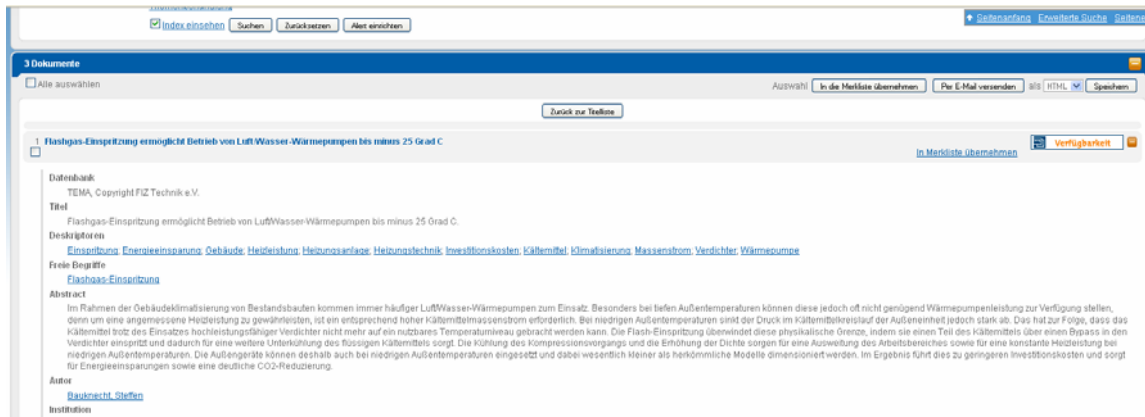 Index einsehen Suchen Zurücksetzen Alert einrichten
Seitenanfang Erweiterte Suche Seitene
3 Dokumente
Alle auswählen Auswahl In die Merkliste übernehmen Per E-Mail versenden als HTML Speichern
Zurück zur Titelliste
1 Flashgas-Einspritzung ermöglicht Betrieb von Luft/Wasser-Wärmepumpen bis minus 25 Grad C
In Merkliste übernehmen Verfügbarkeit
Datenbank
TEMA, Copyright FIZ Technik e.V.
Titel
Flashgas-Einspritzung ermöglicht Betrieb von Luft/Wasser-Wärmepumpen bis minus 25 Grad C.
Deskriptoren
Einspritzung; Energieeinsparung; Gebäude; Heizleistung; Heizungsanlage; Heizungstechnik; Investitionskosten; Kältemittel; Klimatisierung; Massenstrom; Verdichter; Wärmepumpe
Freie Begriffe
Flashgas-Einspritzung
Abstract
Im Rahmen der Gebäudeklimatisierung von Bestandsbauten kommen immer häufiger Luft/Wasser-Wärmepumpen zum Einsatz. Besonders bei tiefen Außentemperaturen können diese jedoch oft nicht genügend Wärmepumpenleistung zur Verfügung stellen,
denn um eine angemessene Heizleistung zu gewährleisten, ist ein entsprechend hoher Kältemittelmassenstrom erforderlich. Bei niedrigen Außentemperaturen sinkt der Druck im Kältemittelkreislauf der Außeneinheit jedoch stark ab. Das hat zur Folge, dass das
Kältemittel trotz des Einsatzes hochleistungsfähiger Verdichter nicht mehr auf ein nutzbares Temperaturniveau gebracht werden kann. Die Flash-Einspritzung überwindet diese physikalische Grenze, indem sie einen Teil des Kältemittels über einen Bypass in den
Verdichter einspritzt und dadurch für eine weitere Unterkühlung des flüssigen Kältemittels sorgt. Die Kühlung des Kompressionsvorgangs und die Erhöhung der Dichte sorgen für eine Ausweitung des Arbeitsbereiches sowie für eine konstante Heizleistung bei
niedrigen Außentemperaturen. Die Außengeräte können deshalb auch bei niedrigen Außentemperaturen eingesetzt und dabei wesentlich kleiner als herkömmliche Modelle dimensioniert werden. Im Ergebnis führt dies zu geringeren Investitionskosten und sorgt
für Energieeinsparungen sowie eine deutliche CO2-Reduzierung.
Autor
Bauknecht, Steffen
Institution